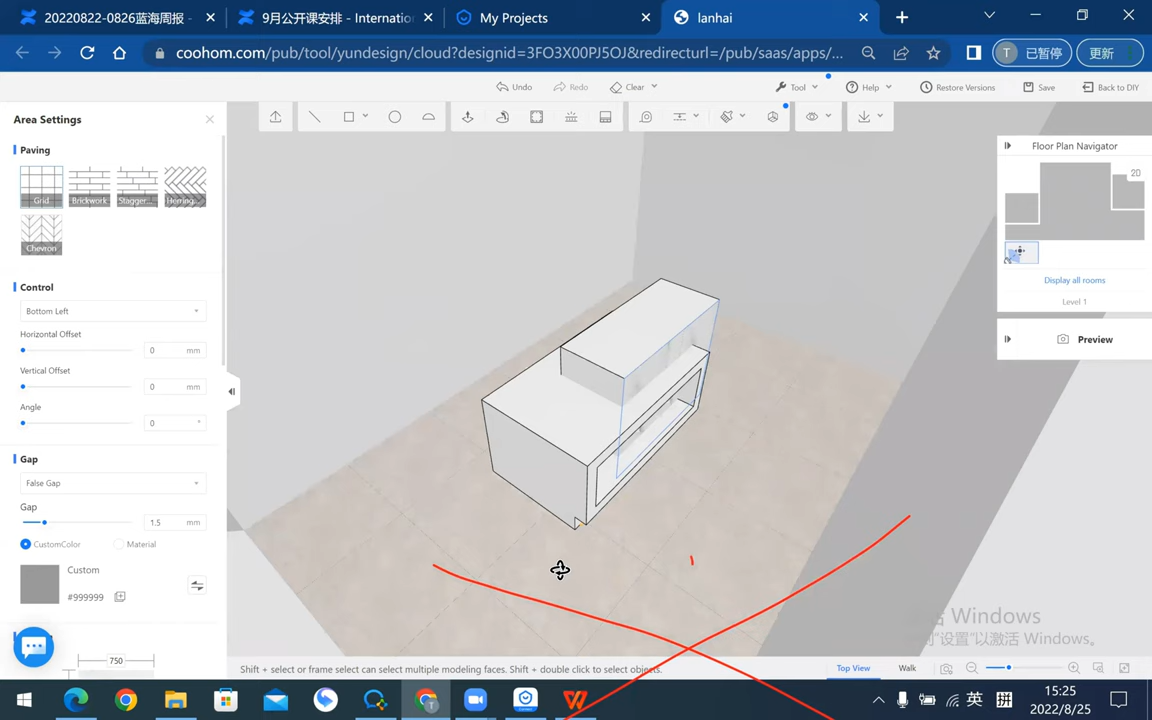 20220822-0826蓝海周报 -
9月公开课安排 - Internatio
My Projects
lanhai
coohom.com/pub/tool/yundesign/cloud?designid=3FO3X00PJ5OJ&redirecturl=/pub/saas/apps/...
T 已暂停
更新
Undo
Redo
Clear
Tool
Help
Restore Versions
Save
Back to DIY
Area Settings
Paving
Grid
Brickwork
Stagger...
Herring...
Chevron
Control
Bottom Left
Horizontal Offset
0 mm
Vertical Offset
0 mm
Angle
0 °
Gap
False Gap
Gap
1.5 mm
CustomColor
Material
Custom
#999999
750
Floor Plan Navigator
2D
Display all rooms
Level 1
Preview
Windows
"设置"以激活 Windows。
Shift + select or frame select can select multiple modeling faces. Shift + double click to select objects.
Top View
Walk
英
拼
15:25
2022/8/25